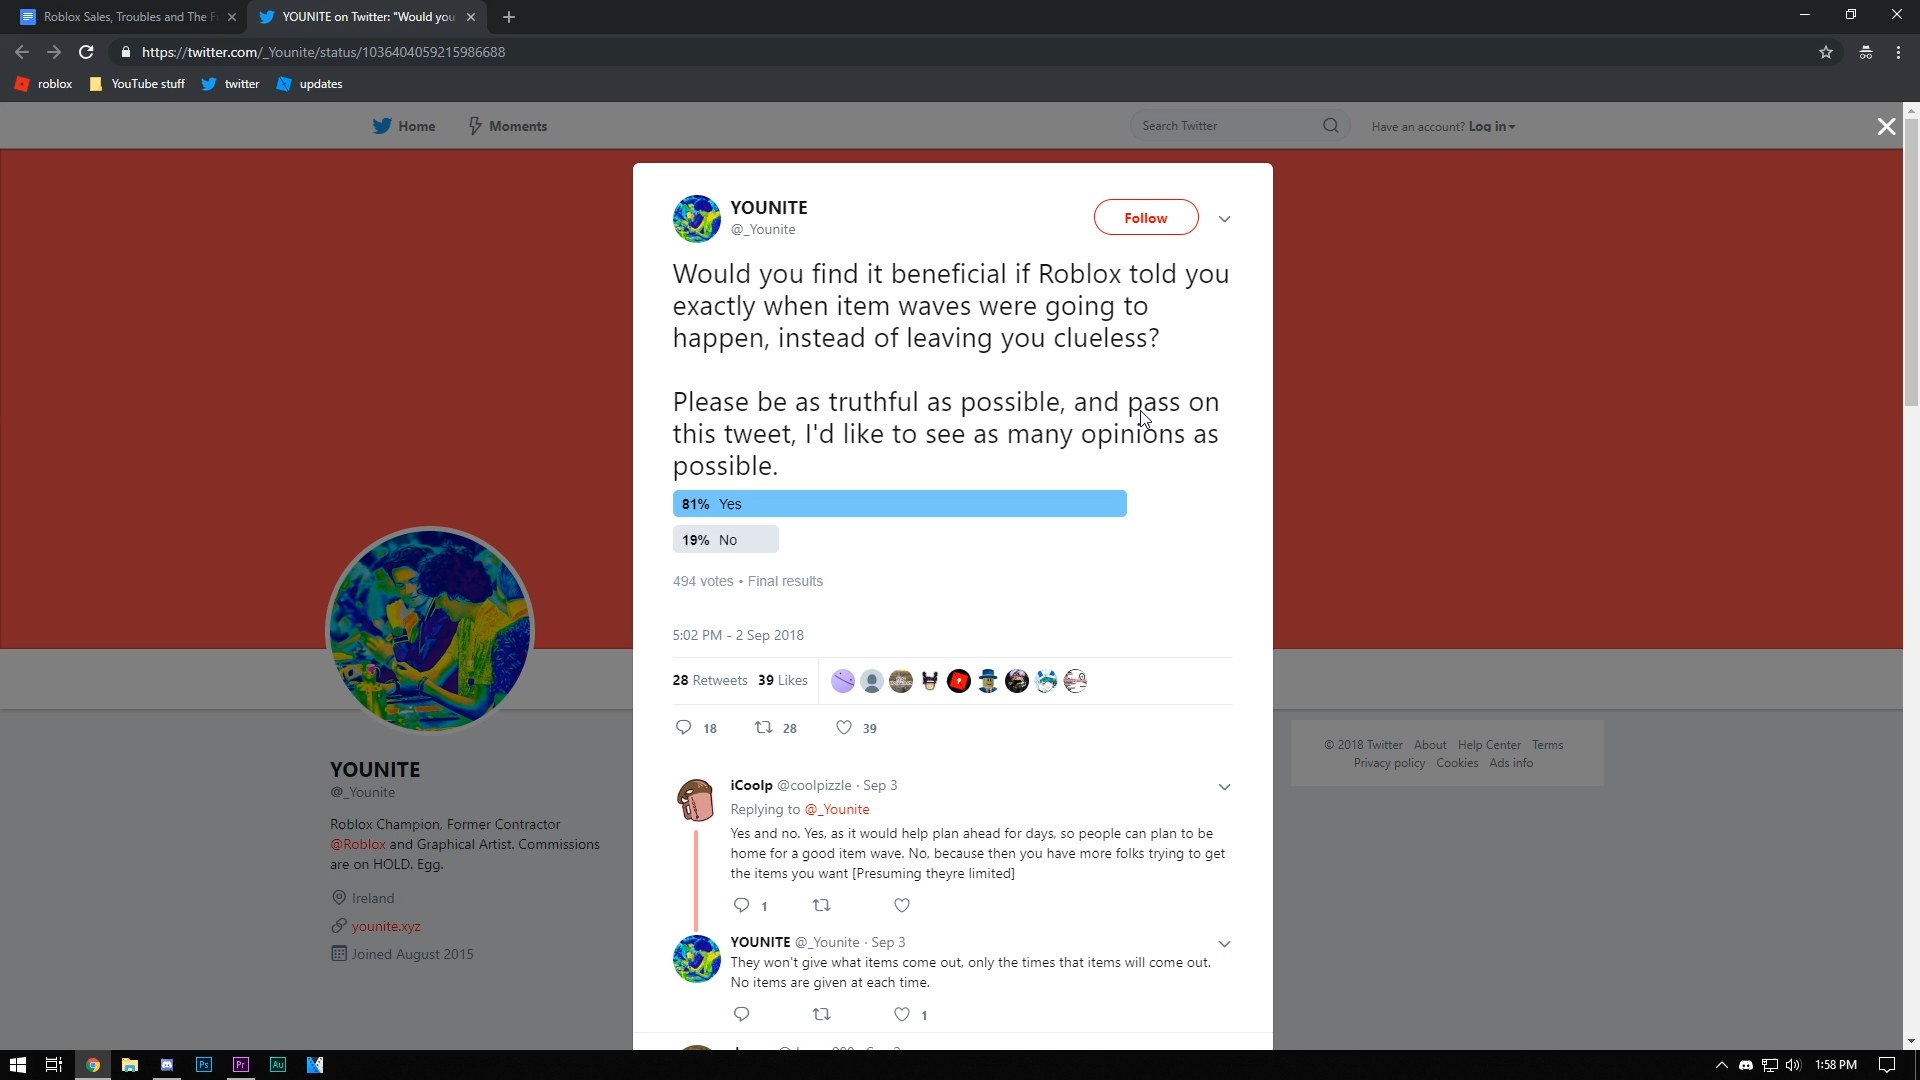 Roblox Sales, Troubles and The F
YOUNITE on Twitter: "Would you
https://twitter.com/_Younite/status/1036404059215986688
roblox
YouTube stuff
twitter
updates
Home
Moments
Search Twitter
Have an account? Log in
YOUNITE
@_Younite
Follow
Would you find it beneficial if Roblox told you
exactly when item waves were going to
happen, instead of leaving you clueless?
Please be as truthful as possible, and pass on
this tweet, I'd like to see as many opinions as
possible.
81% Yes
19% No
494 votes • Final results
5:02 PM - 2 Sep 2018
28 Retweets 39 Likes
18 28 39
iCoolp @coolpizzle · Sep 3
Replying to @_Younite
Yes and no. Yes, as it would help plan ahead for days, so people can plan to be
home for a good item wave. No, because then you have more folks trying to get
the items you want [Presuming theyre limited]
1
YOUNITE @_Younite · Sep 3
They won't give what items come out, only the times that items will come out.
No items are given at each time.
1
YOUNITE
@_Younite
Roblox Champion, Former Contractor
@Roblox and Graphical Artist. Commissions
are on HOLD. Egg.
Ireland
younite.xyz
Joined August 2015
© 2018 Twitter About Help Center Terms
Privacy policy Cookies Ads info
Ps
Pr
Au
1:58 PM